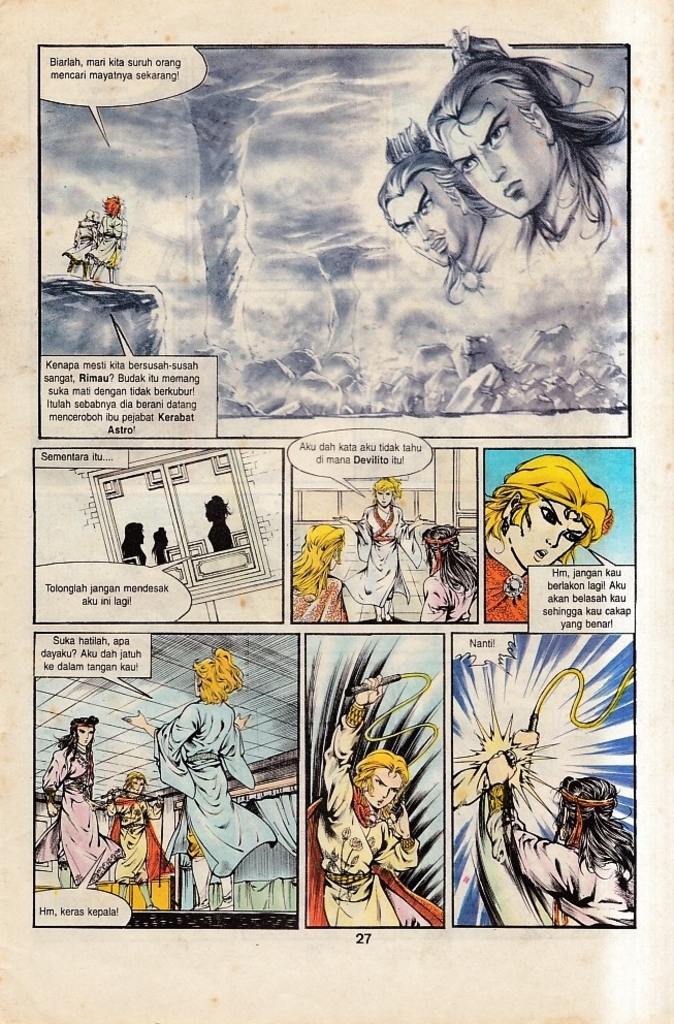 Biarlah, mari kita suruh orang
mencari mayatnya sekarang!
Kenapa mesti kita bersusah-susah
sangat, Rimau? Budak itu memang
suka mati dengan tidak berkubur!
Itulah sebabnya dia berani datang
menceroboh ibu pejabat Kerabat
Astro!
Sementara itu....
Tolonglah jangan mendesak
aku ini lagi!
Aku dah kata aku tidak tahu
di mana Devilito itu!
Hm, jangan kau
berlakon lagi! Aku
akan belasah kau
sehingga kau cakap
yang benar!
Suka hatilah, apa
dayaku? Aku dah jatuh
ke dalam tangan kau!
Hm, keras kepala!
Nanti!
27